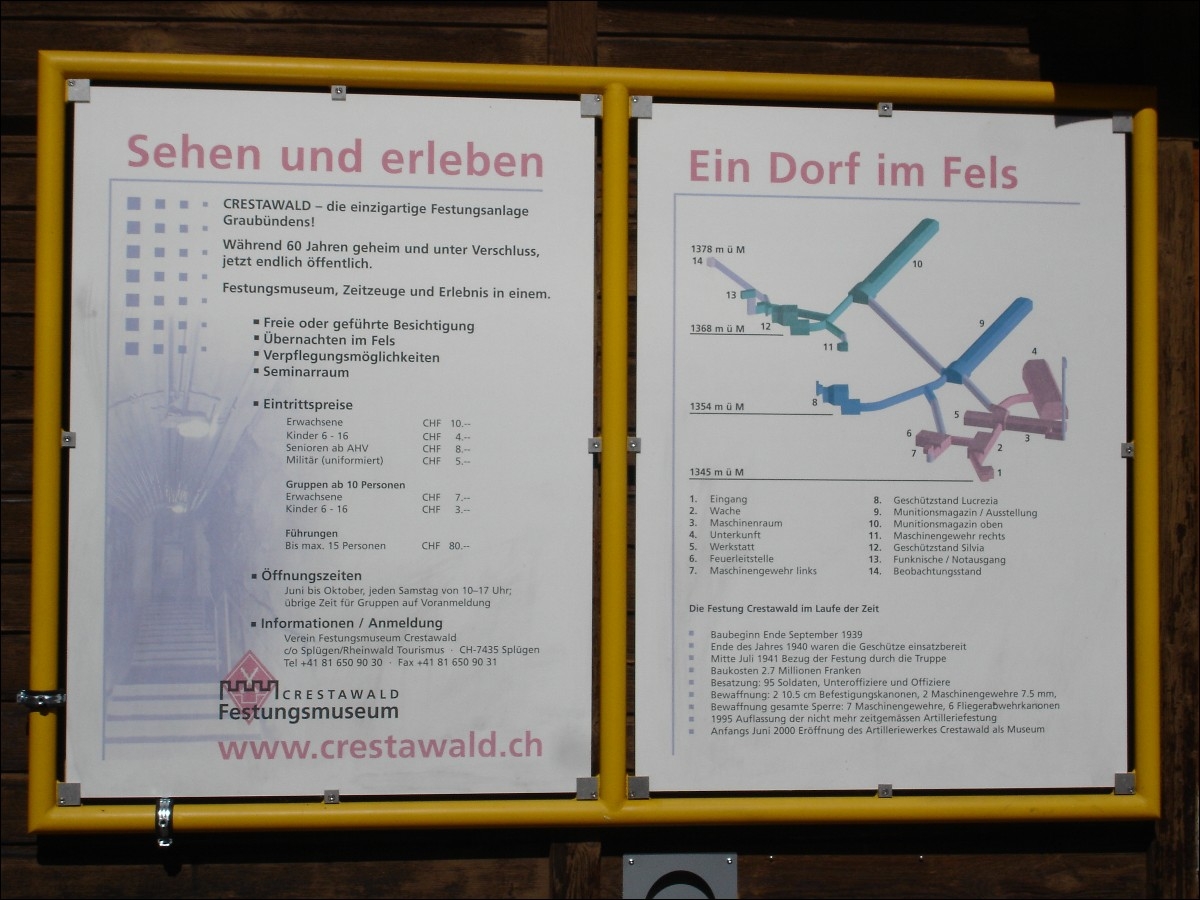 Sehen und erleben
CRESTAWALD – die einzigartige Festungsanlage
Graubündens!
Während 60 Jahren geheim und unter Verschluss,
jetzt endlich öffentlich.
Festungsmuseum, Zeitzeuge und Erlebnis in einem.
▪ Freie oder geführte Besichtigung
▪ Übernachten im Fels
▪ Verpflegungsmöglichkeiten
▪ Seminarraum
▪ Eintrittspreise
Erwachsene CHF 10.--
Kinder 6 - 16 CHF 4.--
Senioren ab AHV CHF 8.--
Militär (uniformiert) CHF 5.--
Gruppen ab 10 Personen
Erwachsene CHF 7.--
Kinder 6 - 16 CHF 3.--
Führungen
Bis max. 15 Personen CHF 80.--
▪ Öffnungszeiten
Juni bis Oktober, jeden Samstag von 10–17 Uhr;
übrige Zeit für Gruppen auf Voranmeldung
▪ Informationen / Anmeldung
Verein Festungsmuseum Crestawald
c/o Splügen/Rheinwald Tourismus · CH-7435 Splügen
Tel +41 81 650 90 30 · Fax +41 81 650 90 31
CRESTAWALD
Festungsmuseum
www.crestawald.ch
Ein Dorf im Fels
1378 m ü M
14
10
13
12
1368 m ü M
11
9
4
8
1354 m ü M
5
3
6
7
2
1345 m ü M
1
1. Eingang
2. Wache
3. Maschinenraum
4. Unterkunft
5. Werkstatt
6. Feuerleitstelle
7. Maschinengewehr links
8. Geschützstand Lucrezia
9. Munitionsmagazin / Ausstellung
10. Munitionsmagazin oben
11. Maschinengewehr rechts
12. Geschützstand Silvia
13. Funknische / Notausgang
14. Beobachtungsstand
Die Festung Crestawald im Laufe der Zeit
▪ Baubeginn Ende September 1939
▪ Ende des Jahres 1940 waren die Geschütze einsatzbereit
▪ Mitte Juli 1941 Bezug der Festung durch die Truppe
▪ Baukosten 2.7 Millionen Franken
▪ Besatzung: 95 Soldaten, Unteroffiziere und Offiziere
▪ Bewaffnung: 2 10.5 cm Befestigungskanonen, 2 Maschinengewehre 7.5 mm,
▪ Bewaffnung gesamte Sperre: 7 Maschinengewehre, 6 Fliegerabwehrkanonen
▪ 1995 Auflassung der nicht mehr zeitgemässen Artilleriefestung
▪ Anfangs Juni 2000 Eröffnung des Artilleriewerkes Crestawald als Museum